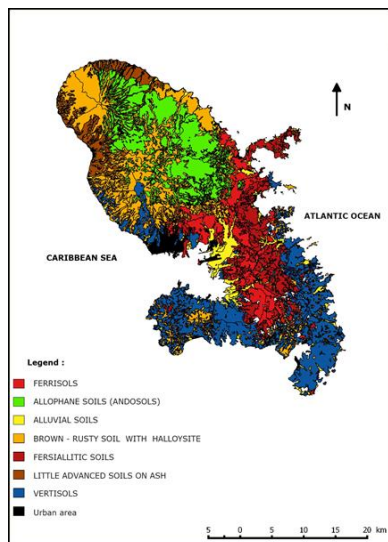 N
ATLANTIC OCEAN
CARIBBEAN SEA
Legend :
FERRISOLS
ALLOPHANE SOILS (ANDOSOLS)
ALLUVIAL SOILS
BROWN - RUSTY SOIL WITH HALLOYSITE
FERSIALLITIC SOILS
LITTLE ADVANCED SOILS ON ASH
VERTISOLS
Urban area
5 0 5 10 15 20 km